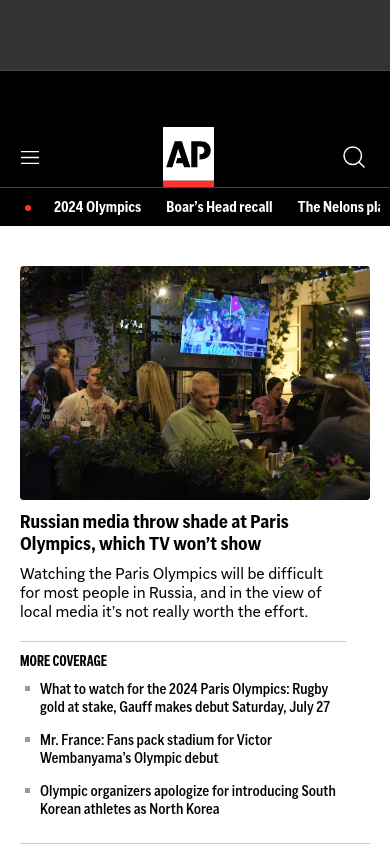 AP
2024 Olympics
Boar's Head recall
The Nelons pla
Russian media throw shade at Paris
Olympics, which TV won't show
Watching the Paris Olympics will be difficult
for most people in Russia, and in the view of
local media it's not really worth the effort.
MORE COVERAGE
What to watch for the 2024 Paris Olympics: Rugby
gold at stake, Gauff makes debut Saturday, July 27
Mr. France: Fans pack stadium for Victor
Wembanyama's Olympic debut
Olympic organizers apologize for introducing South
Korean athletes as North Korea